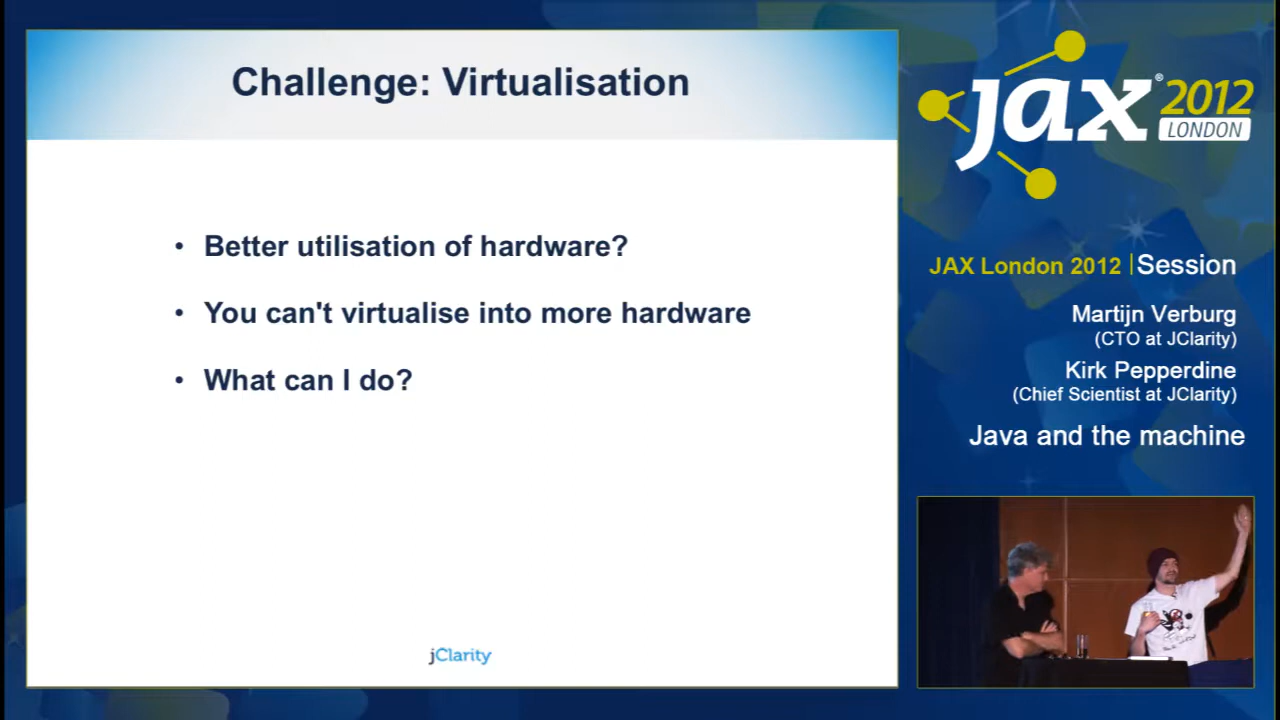 Challenge: Virtualisation
• Better utilisation of hardware?
• You can't virtualise into more hardware
• What can I do?
jClarity
jax® 2012
LONDON
JAX London 2012 | Session
Martijn Verburg
(CTO at JClarity)
Kirk Pepperdine
(Chief Scientist at JClarity)
Java and the machine